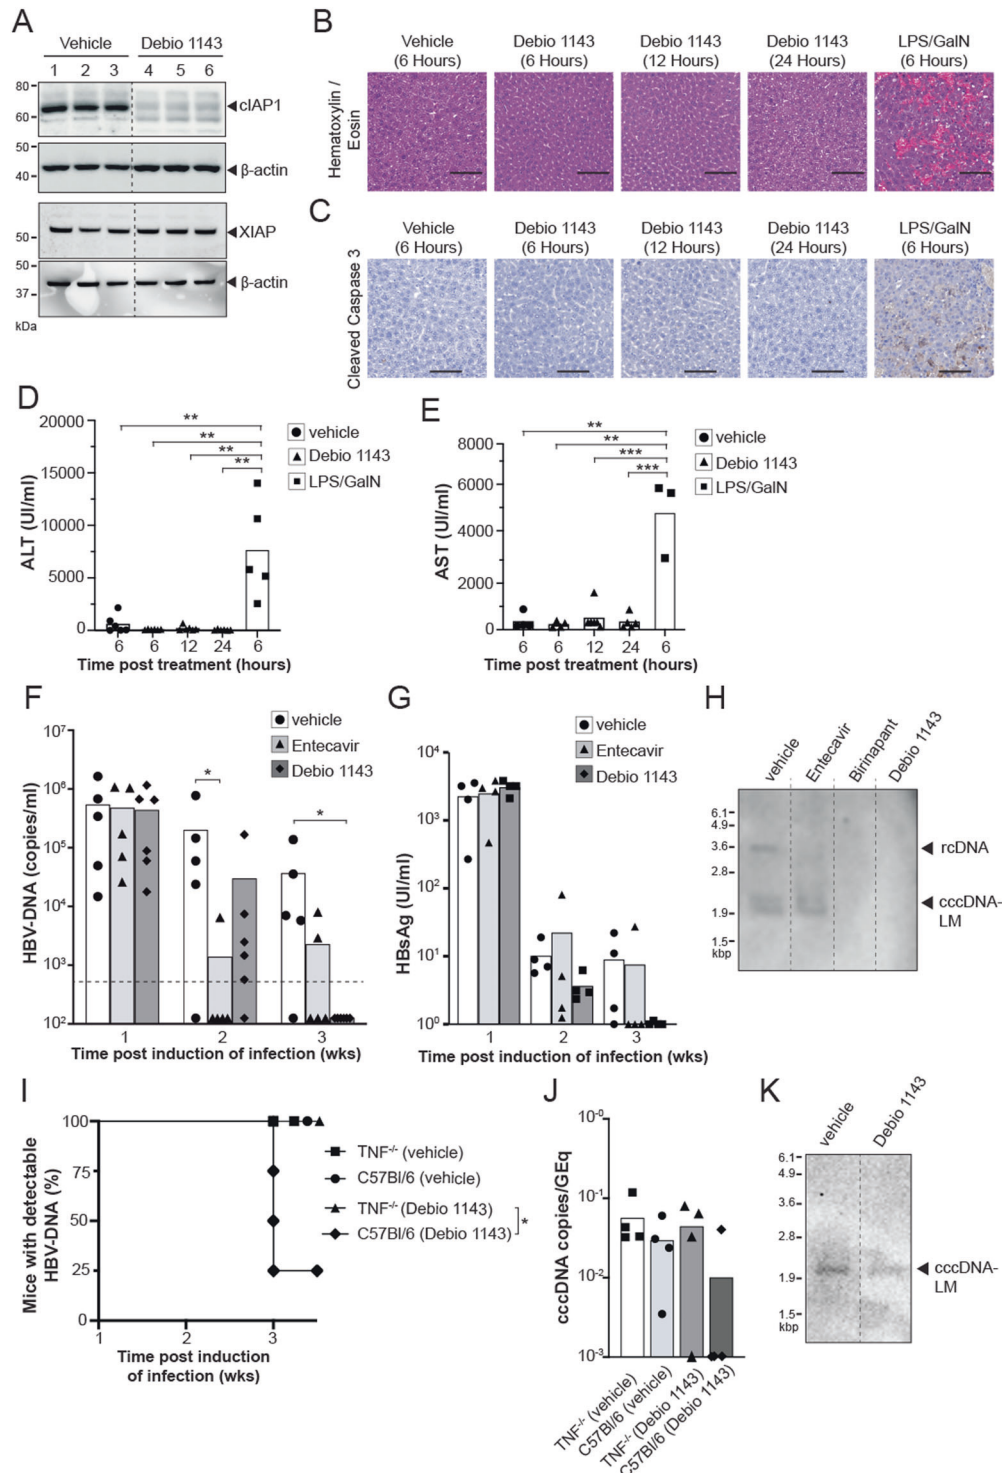 A
Vehicle Debio 1143
1 2 3 4 5 6
80
60
cIAP1
50
40
β-actin
50
XIAP
50
37
β-actin
kDa
B
Vehicle
(6 Hours)
Debio 1143
(6 Hours)
Debio 1143
(12 Hours)
Debio 1143
(24 Hours)
LPS/GalN
(6 Hours)
Hematoxylin /
Eosin
C
Vehicle
(6 Hours)
Debio 1143
(6 Hours)
Debio 1143
(12 Hours)
Debio 1143
(24 Hours)
LPS/GalN
(6 Hours)
Cleaved Caspase 3
D
ALT (UI/ml)
20000
15000
10000
5000
0
**
**
**
**
vehicle
Debio 1143
LPS/GalN
6 6 12 24 6
Time post treatment (hours)
E
AST (UI/ml)
8000
6000
4000
2000
0
**
**
***
***
vehicle
Debio 1143
LPS/GalN
6 6 12 24 6
Time post treatment (hours)
F
HBV-DNA (copies/ml)
10⁷
10⁶
10⁵
10⁴
10³
10²
*
*
vehicle
Entecavir
Debio 1143
1 2 3
Time post induction of infection (wks)
G
HBsAg (UI/ml)
10⁴
10³
10²
10¹
10⁰
vehicle
Entecavir
Debio 1143
1 2 3
Time post induction of infection (wks)
H
vehicle
Entecavir
Birinapant
Debio 1143
6.1
4.9
3.6
2.8
1.9
1.5
kbp
rcDNA
cccDNA-
LM
I
Mice with detectable
HBV-DNA (%)
100
75
50
25
0
1 2 3
Time post induction
of infection (wks)
TNF⁻/⁻ (vehicle)
C57Bl/6 (vehicle)
TNF⁻/⁻ (Debio 1143)
C57Bl/6 (Debio 1143)
*
J
cccDNA copies/GEq
10⁻⁰
10⁻¹
10⁻²
10⁻³
TNF⁻/⁻ (vehicle)
C57Bl/6 (vehicle)
TNF⁻/⁻ (Debio 1143)
C57Bl/6 (Debio 1143)
K
vehicle
Debio 1143
6.1
4.9
3.6
2.8
1.9
1.5
kbp
cccDNA-
LM